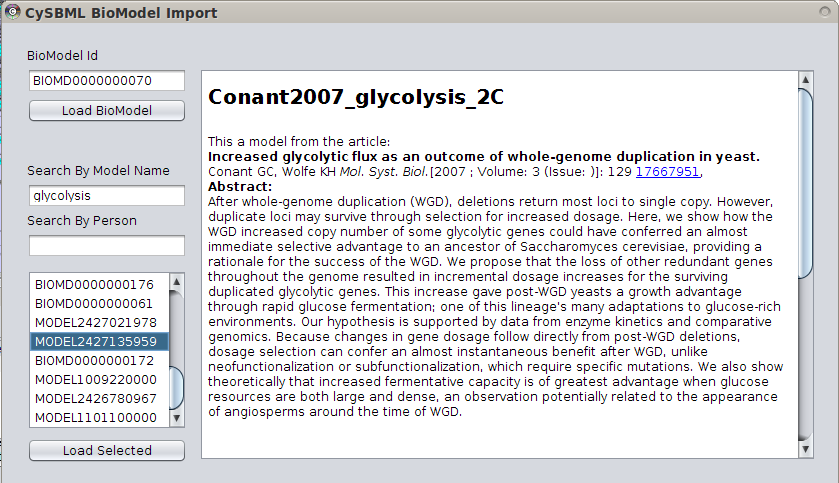 CySBML BioModel Import
BioModel Id
BIOMD0000000070
Load BioModel
Search By Model Name
glycolysis
Search By Person
BIOMD0000000176
BIOMD0000000061
MODEL2427021978
MODEL2427135959
BIOMD0000000172
MODEL1009220000
MODEL2426780967
MODEL1101100000
Load Selected
Conant2007_glycolysis_2C
This a model from the article:
Increased glycolytic flux as an outcome of whole-genome duplication in yeast.
Conant GC, Wolfe KH Mol. Syst. Biol.[2007 ; Volume: 3 (Issue: )]: 129 17667951,
Abstract:
After whole-genome duplication (WGD), deletions return most loci to single copy. However,
duplicate loci may survive through selection for increased dosage. Here, we show how the
WGD increased copy number of some glycolytic genes could have conferred an almost
immediate selective advantage to an ancestor of Saccharomyces cerevisiae, providing a
rationale for the success of the WGD. We propose that the loss of other redundant genes
throughout the genome resulted in incremental dosage increases for the surviving
duplicated glycolytic genes. This increase gave post-WGD yeasts a growth advantage
through rapid glucose fermentation; one of this lineage's many adaptations to glucose-rich
environments. Our hypothesis is supported by data from enzyme kinetics and comparative
genomics. Because changes in gene dosage follow directly from post-WGD deletions,
dosage selection can confer an almost instantaneous benefit after WGD, unlike
neofunctionalization or subfunctionalization, which require specific mutations. We also show
theoretically that increased fermentative capacity is of greatest advantage when glucose
resources are both large and dense, an observation potentially related to the appearance
of angiosperms around the time of WGD.